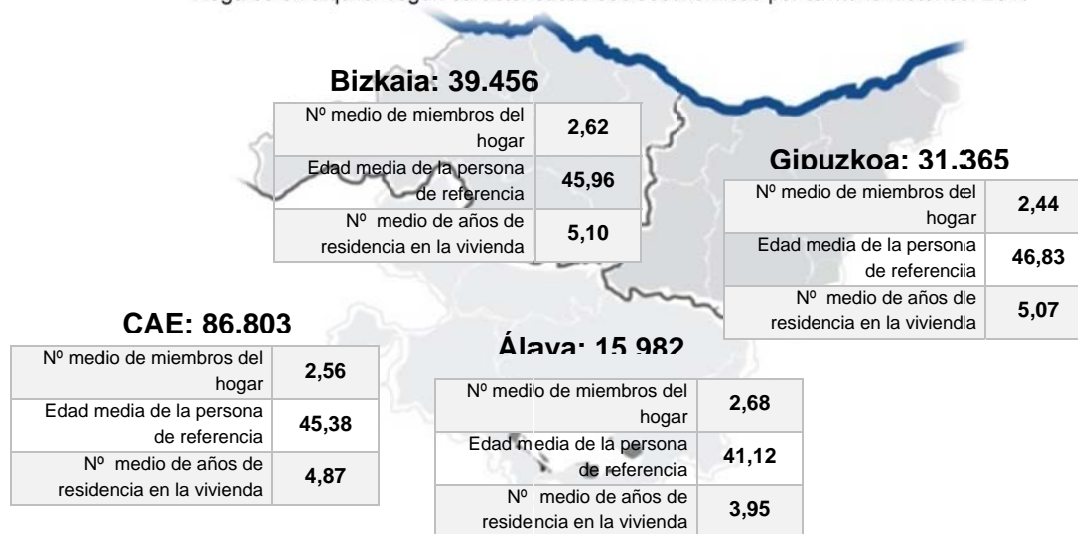 Bizkaia: 39.456
Nº medio de miembros del
hogar
2,62
Edad media de la persona
de referencia
45,96
Nº medio de años de
residencia en la vivienda
5,10
Gipuzkoa: 31.365
Nº medio de miembros del
hogar
2,44
Edad media de la persona
de referencia
46,83
Nº medio de años de
residencia en la vivienda
5,07
CAE: 86.803
Nº medio de miembros del
hogar
2,56
Edad media de la persona
de referencia
45,38
Nº medio de años de
residencia en la vivienda
4,87
Álava: 15.982
Nº medio de miembros del
hogar
2,68
Edad media de la persona
de referencia
41,12
Nº medio de años de
residencia en la vivienda
3,95